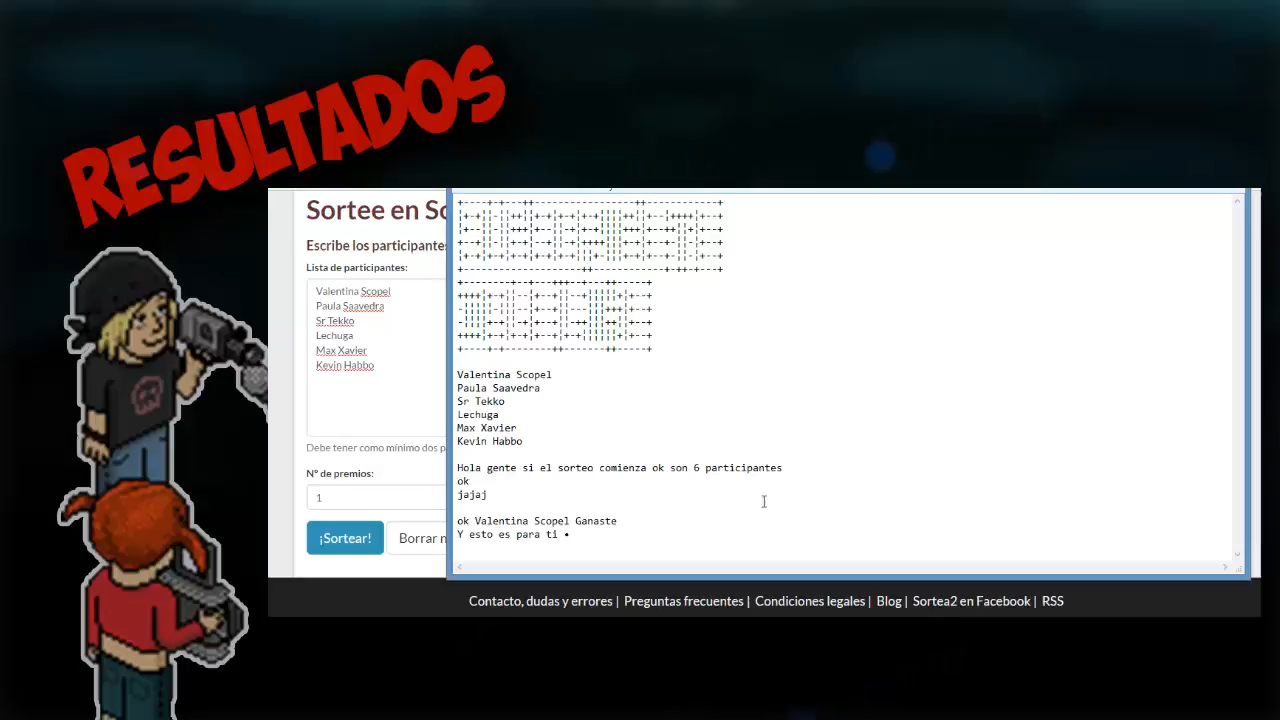 RESULTADOS
Sortee en So
Escribe los participantes
Lista de participantes:
Valentina Scopel
Paula Saavedra
Sr Tekko
Lechuga
Max Xavier
Kevin Habbo
Debe tener como mínimo dos p
Nº de premios:
1
¡Sortear!
Borrar n
Valentina Scopel
Paula Saavedra
Sr Tekko
Lechuga
Max Xavier
Kevin Habbo
Hola gente si el sorteo comienza ok son 6 participantes
ok
jajaj
ok Valentina Scopel Ganaste
Y esto es para ti •
Contacto, dudas y errores | Preguntas frecuentes | Condiciones legales | Blog | Sortea2 en Facebook | RSS